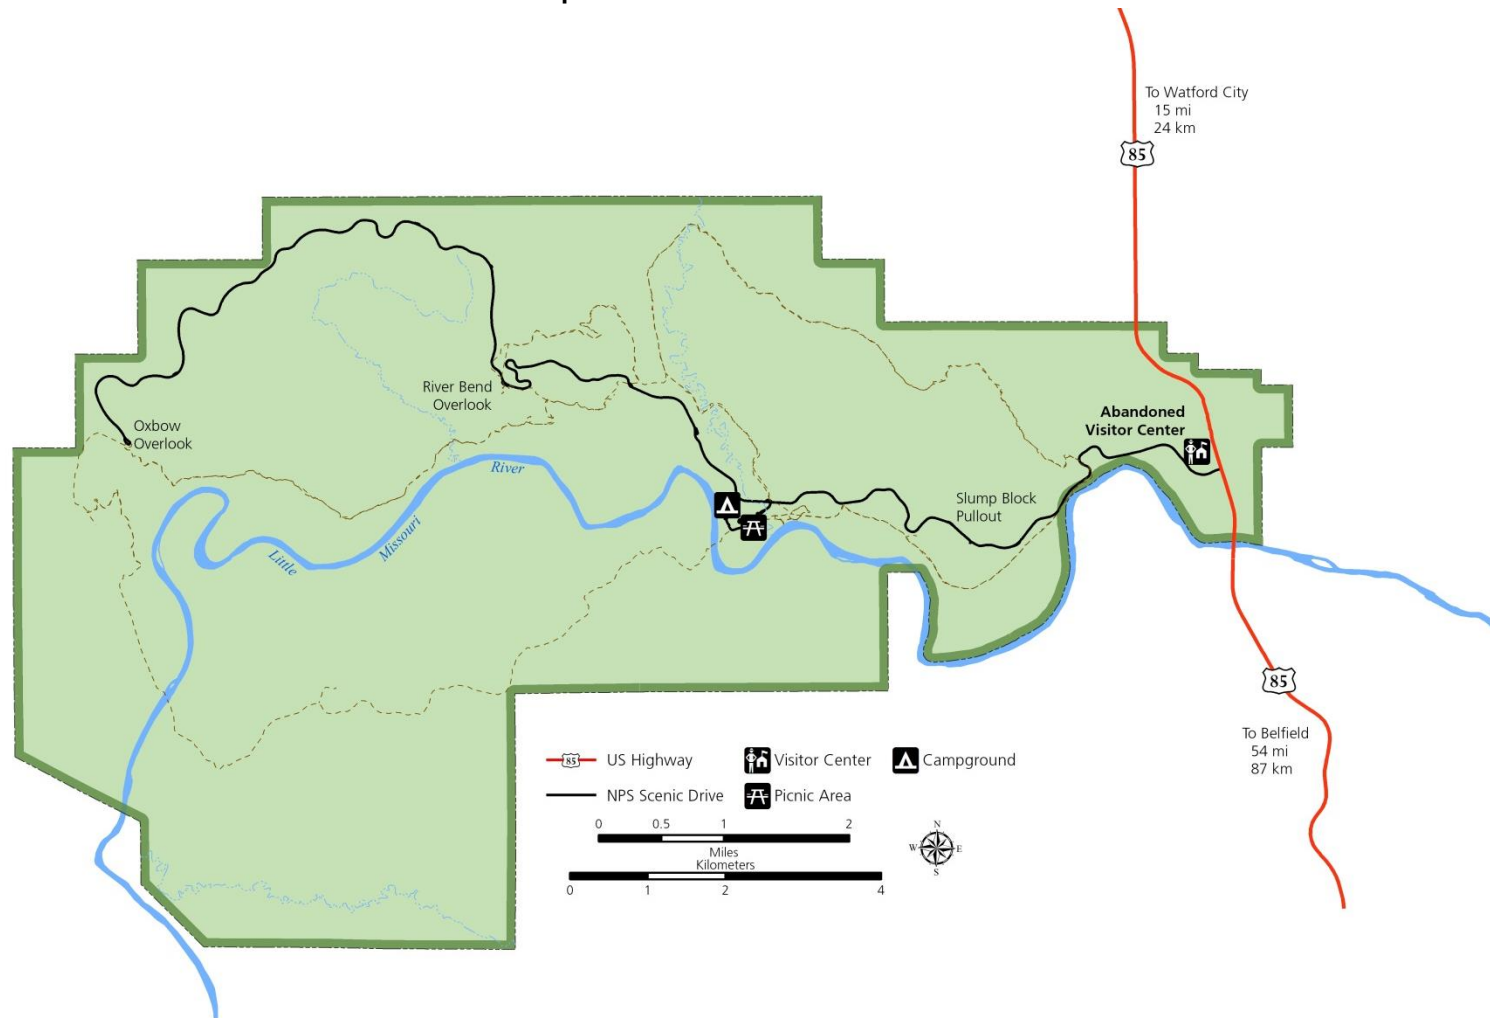 To Watford City
15 mi
24 km
85
River Bend
Overlook
Oxbow
Overlook
Abandoned
Visitor Center
River
Slump Block
Pullout
Missouri
Little
85
To Belfield
54 mi
87 km
85 US Highway
Visitor Center
Campground
NPS Scenic Drive
Picnic Area
0 0.5 1 2
Miles
Kilometers
0 1 2 4
N
W E
S